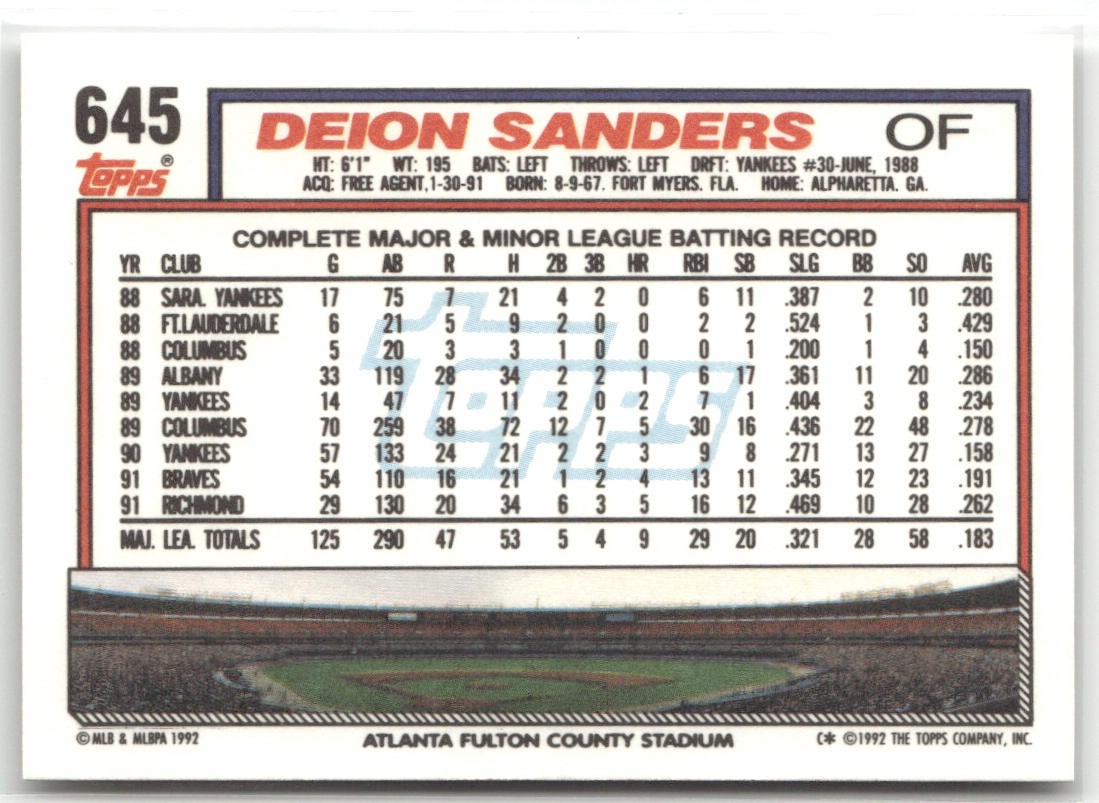 645
DEION SANDERS OF
topps®
HT: 6'1" WT: 195 BATS: LEFT THROWS: LEFT DRFT: YANKEES #30-JUNE, 1988
ACQ: FREE AGENT,1-30-91 BORN: 8-9-67. FORT MYERS. FLA. HOME: ALPHARETTA. GA.
COMPLETE MAJOR & MINOR LEAGUE BATTING RECORD
YR CLUB G AB R H 2B 3B HR RBI SB SLG BB SO AVG
88 SARA. YANKEES 17 75 7 21 4 2 0 6 11 .387 2 10 .280
88 FT.LAUDERDALE 6 21 5 9 2 0 0 2 2 .524 1 3 .429
88 COLUMBUS 5 20 3 3 1 0 0 0 1 .200 1 4 .150
89 ALBANY 33 119 28 34 2 2 1 6 17 .361 11 20 .286
89 YANKEES 14 47 7 11 2 0 2 7 1 .404 3 8 .234
89 COLUMBUS 70 259 38 72 12 7 5 30 16 .436 22 48 .278
90 YANKEES 57 133 24 21 2 2 3 9 8 .271 13 27 .158
91 BRAVES 54 110 16 21 1 2 4 13 11 .345 12 23 .191
91 RICHMOND 29 130 20 34 6 3 5 16 12 .469 10 28 .262
MAJ. LEA. TOTALS 125 290 47 53 5 4 9 29 20 .321 28 58 .183
topps
©MLB & MLBPA 1992 ATLANTA FULTON COUNTY STADIUM C* ©1992 THE TOPPS COMPANY, INC.